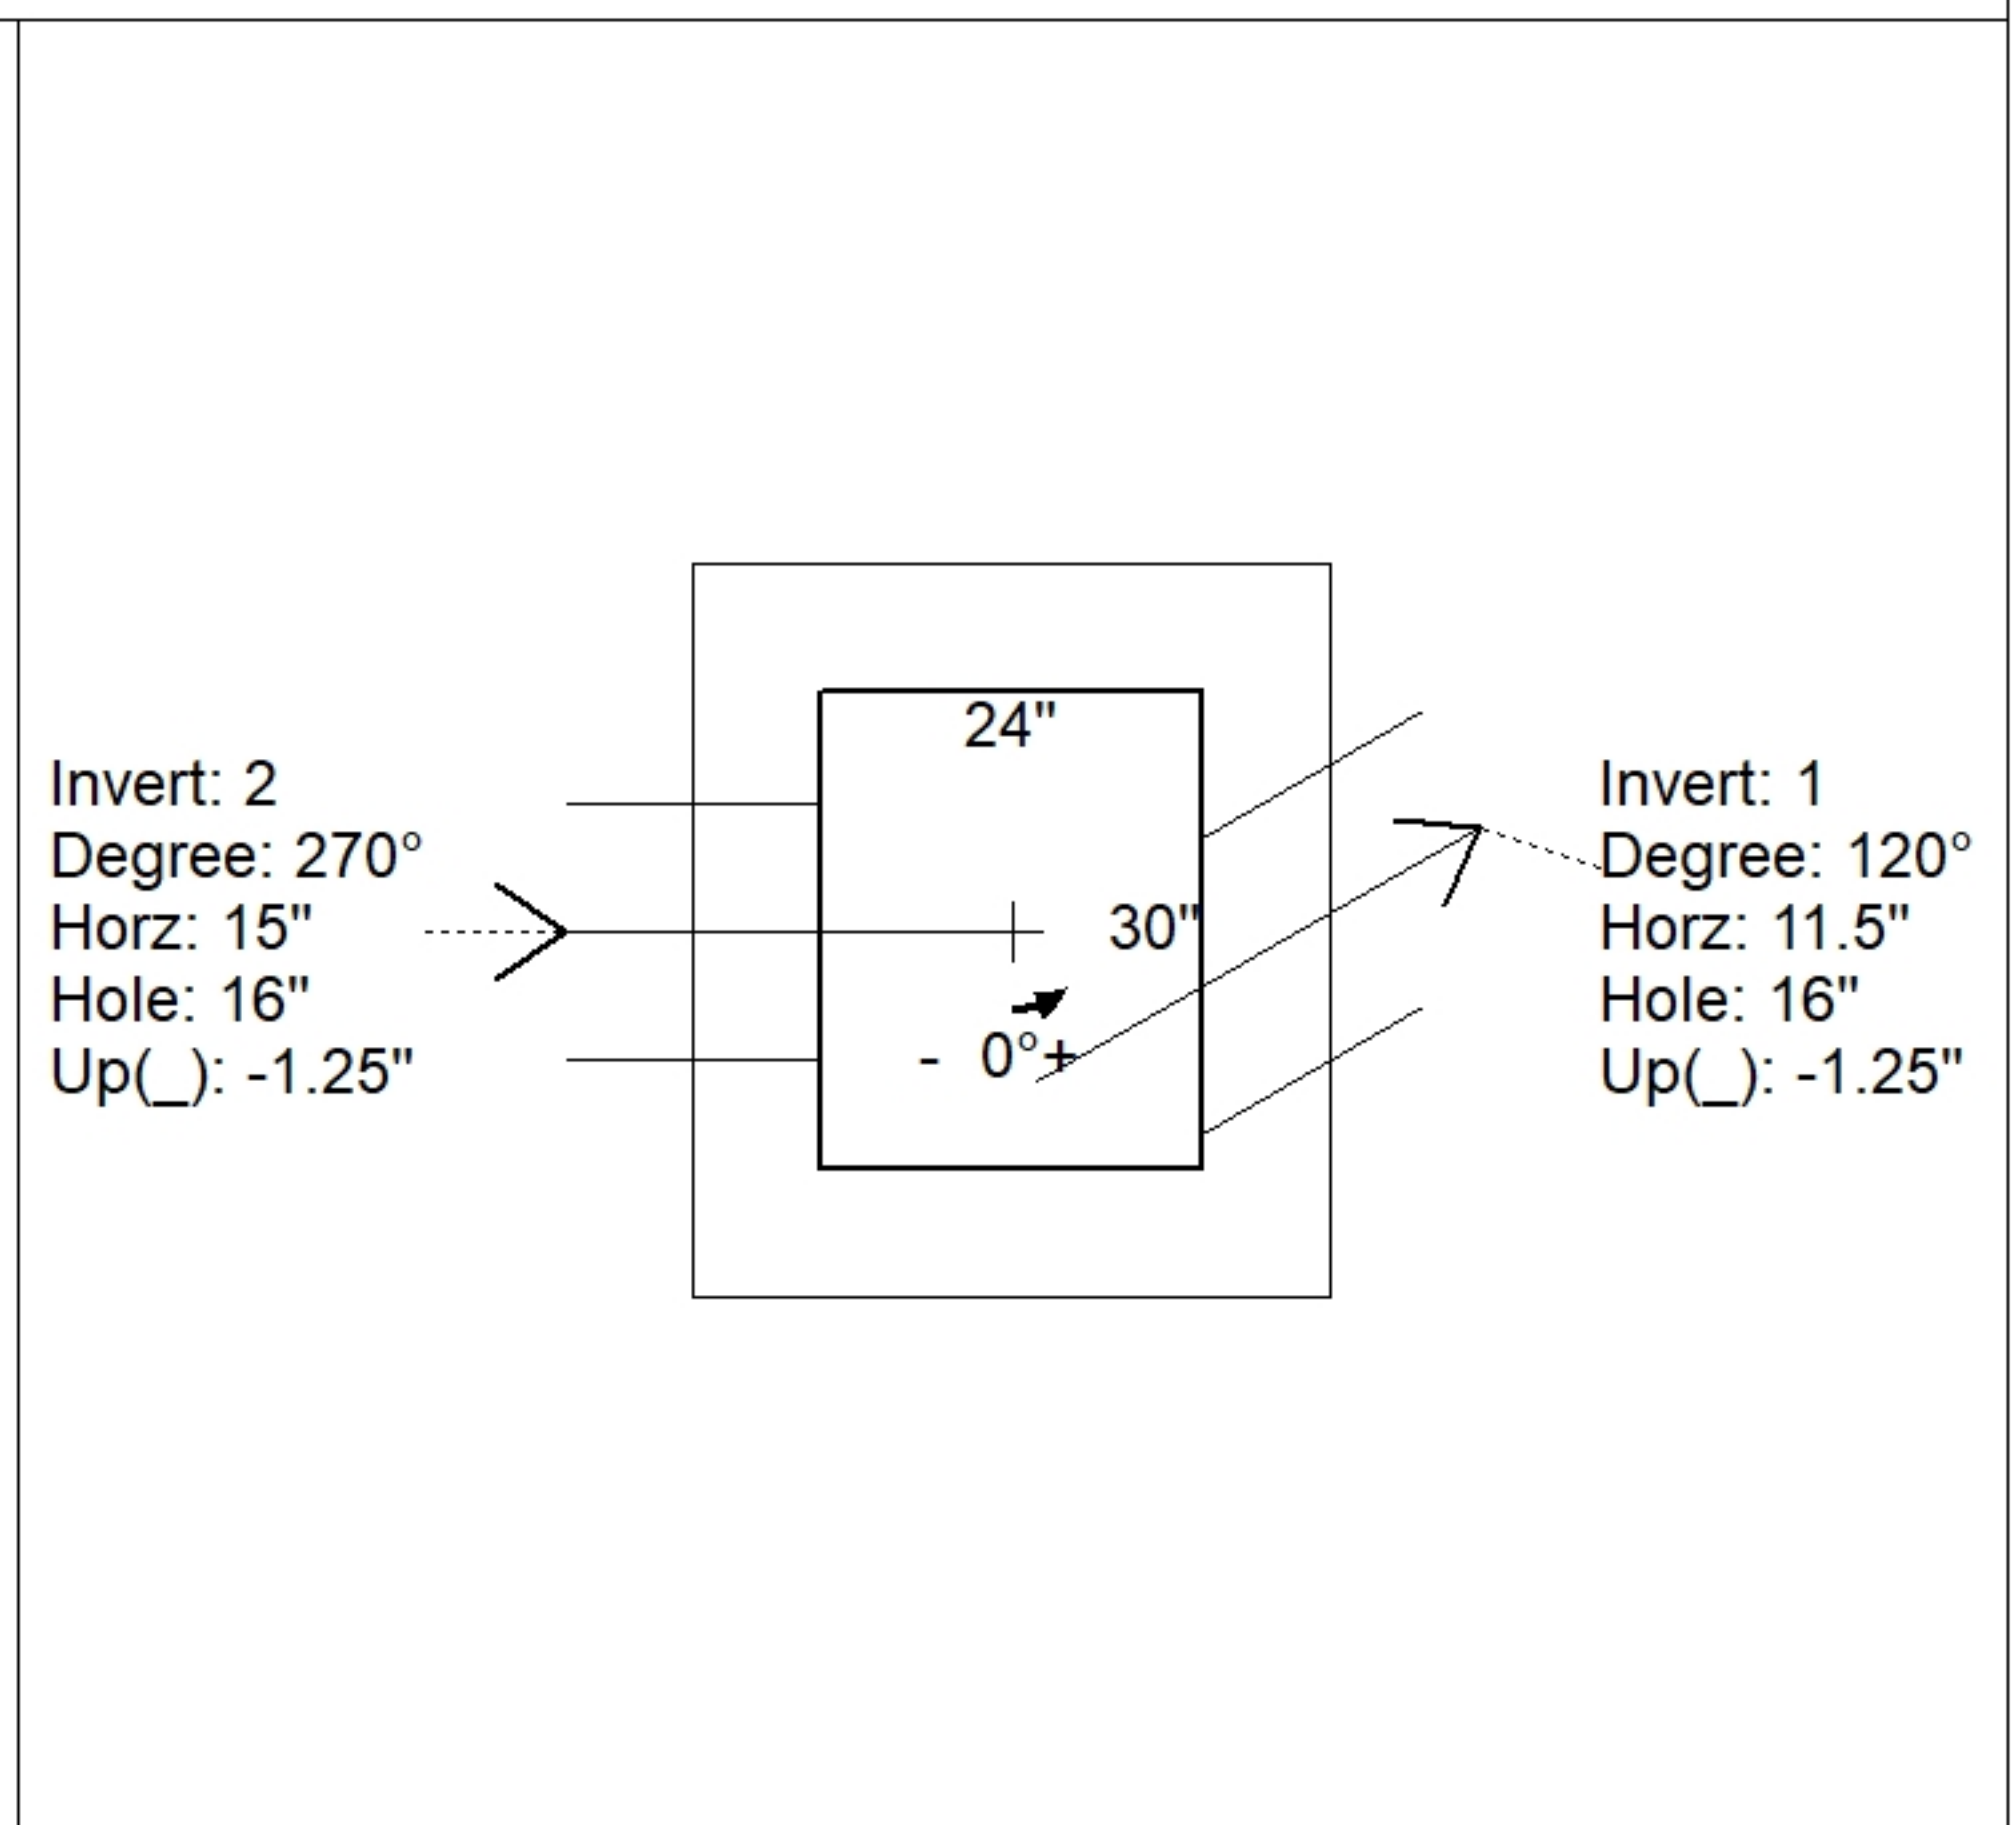 24"
Invert: 2
Degree: 270°
Horz: 15"
Hole: 16"
Up(_): -1.25"
30"
- 0°+
Invert: 1
Degree: 120°
Horz: 11.5"
Hole: 16"
Up(_): -1.25"